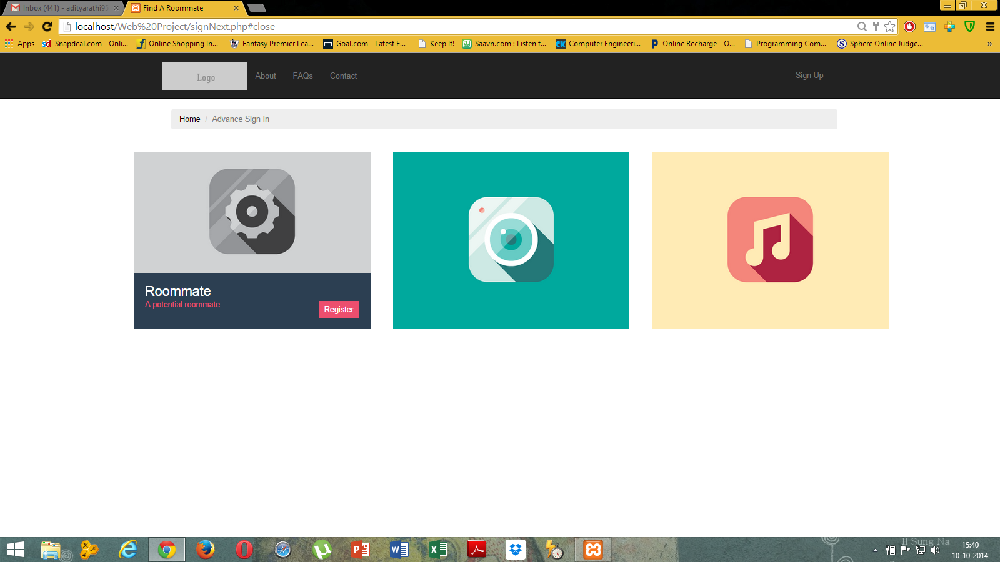 Inbox (441) - adityarathi95
Find A Roommate
localhost/Web%20Project/signNext.php#close
Apps
Snapdeal.com - Onli...
Online Shopping In...
Fantasy Premier Lea...
Goal.com - Latest F...
Keep It!
Saavn.com : Listen t...
Computer Engineeri...
Online Recharge - O...
Programming Com...
Sphere Online Judge...
»
Logo
About
FAQs
Contact
Sign Up
Home / Advance Sign In
Roommate
A potential roommate
Register
Il Sung Na
15:40
10-10-2014